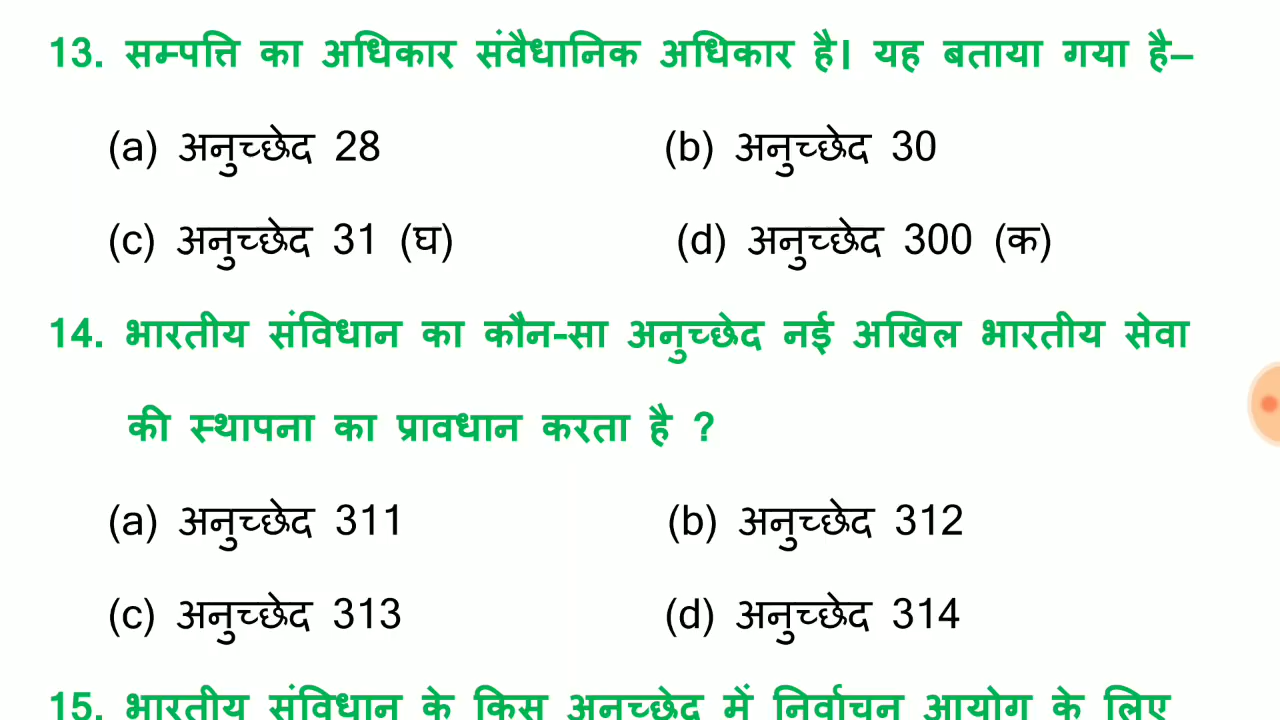 13. सम्पत्ति का अधिकार संवैधानिक अधिकार है। यह बताया गया है–
(a) अनुच्छेद 28 (b) अनुच्छेद 30
(c) अनुच्छेद 31 (घ) (d) अनुच्छेद 300 (क)
14. भारतीय संविधान का कौन-सा अनुच्छेद नई अखिल भारतीय सेवा
की स्थापना का प्रावधान करता है ?
(a) अनुच्छेद 311 (b) अनुच्छेद 312
(c) अनुच्छेद 313 (d) अनुच्छेद 314
15. भारतीय संविधान के किस अनुच्छेद में निर्वाचन आयोग के लिए